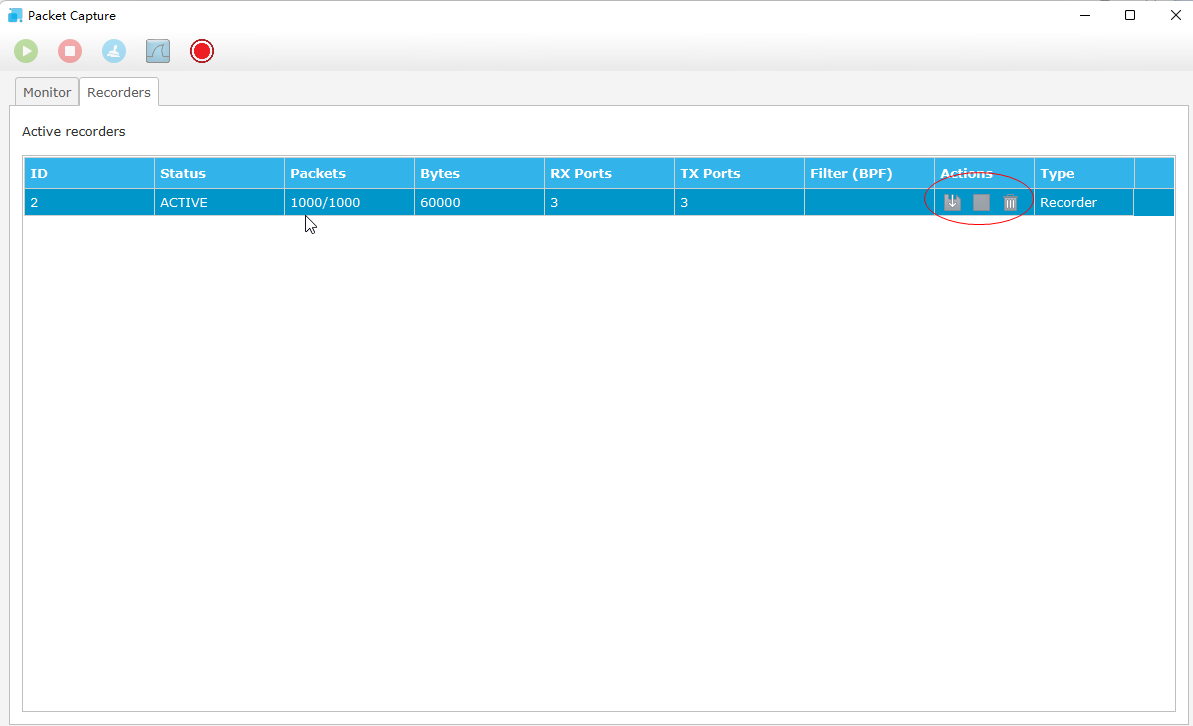 Packet Capture
Monitor Recorders
Active recorders
ID Status Packets Bytes RX Ports TX Ports Filter (BPF) Actions Type
2 ACTIVE 1000/1000 60000 3 3 Recorder